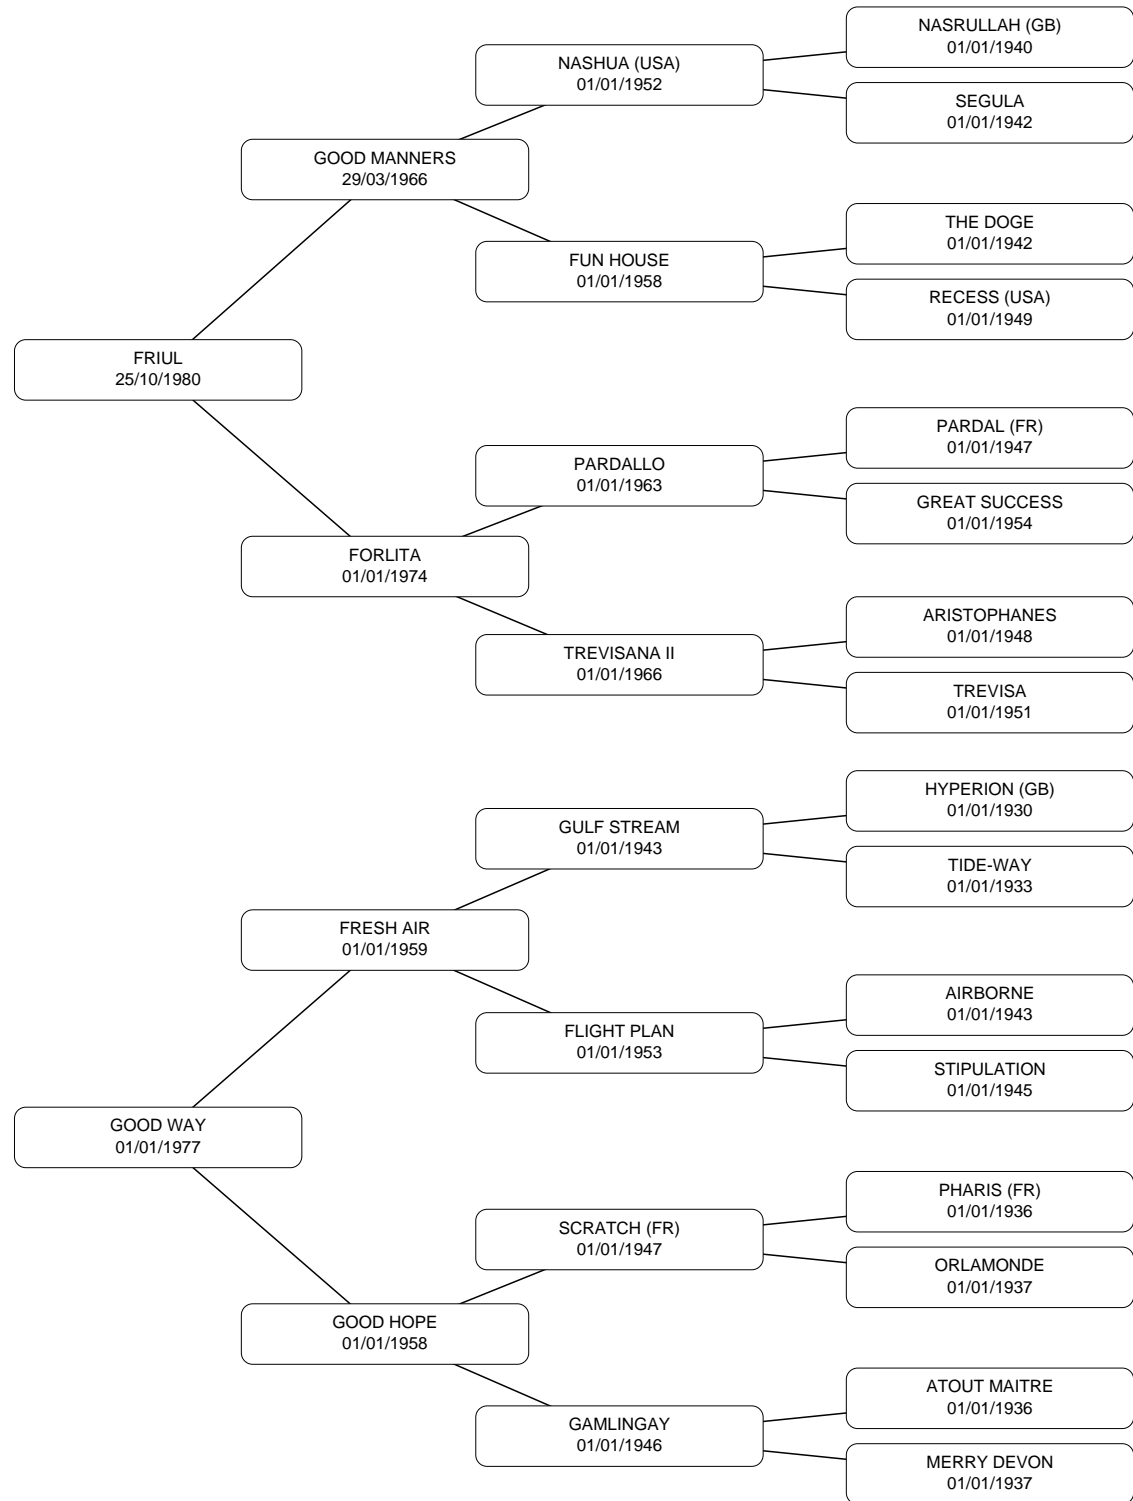 NASRULLAH (GB)
01/01/1940
NASHUA (USA)
01/01/1952
SEGULA
01/01/1942
GOOD MANNERS
29/03/1966
THE DOGE
01/01/1942
FUN HOUSE
01/01/1958
RECESS (USA)
01/01/1949
FRIUL
25/10/1980
PARDAL (FR)
01/01/1947
PARDALLO
01/01/1963
GREAT SUCCESS
01/01/1954
FORLITA
01/01/1974
ARISTOPHANES
01/01/1948
TREVISANA II
01/01/1966
TREVISA
01/01/1951
HYPERION (GB)
01/01/1930
GULF STREAM
01/01/1943
TIDE-WAY
01/01/1933
FRESH AIR
01/01/1959
AIRBORNE
01/01/1943
FLIGHT PLAN
01/01/1953
STIPULATION
01/01/1945
GOOD WAY
01/01/1977
PHARIS (FR)
01/01/1936
SCRATCH (FR)
01/01/1947
ORLAMONDE
01/01/1937
GOOD HOPE
01/01/1958
ATOUT MAITRE
01/01/1936
GAMLINGAY
01/01/1946
MERRY DEVON
01/01/1937